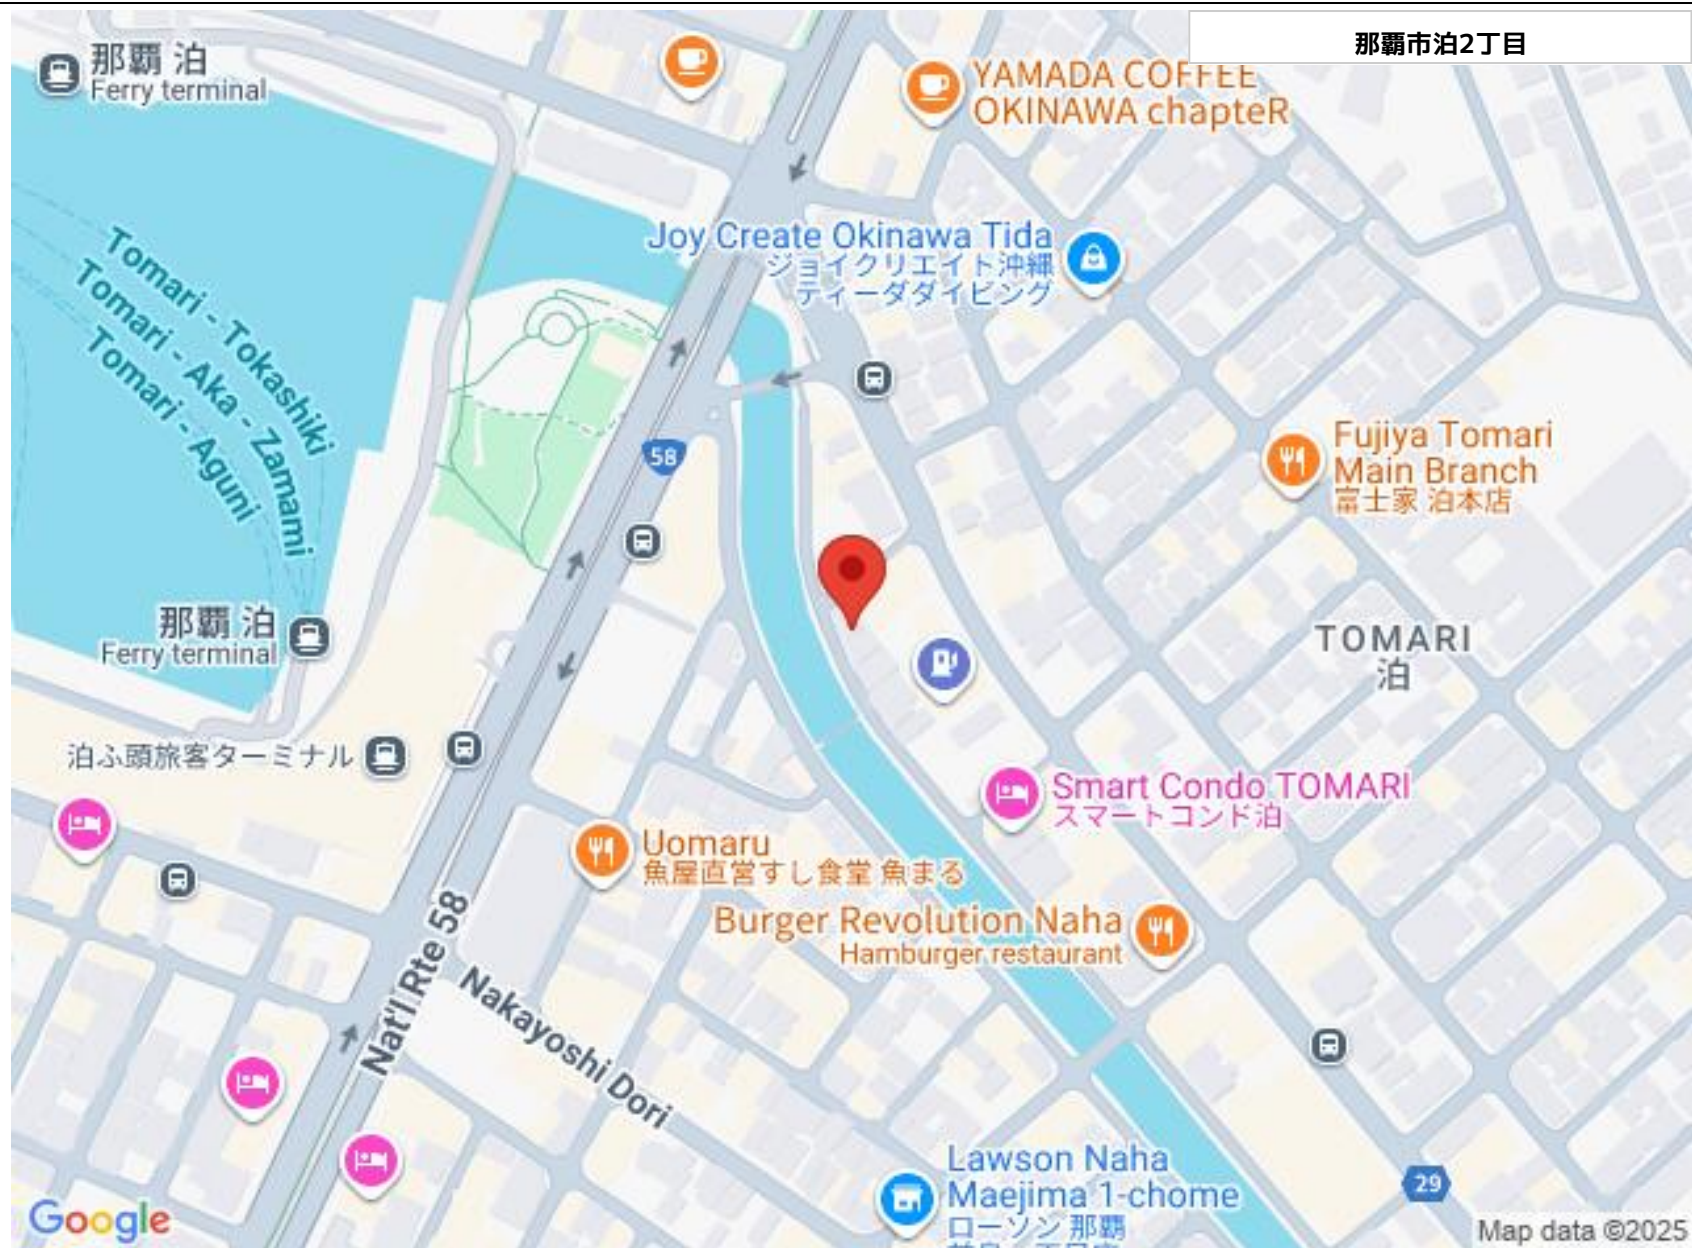 那覇市泊2丁目
那覇 泊
Ferry terminal
YAMADA COFFEE
OKINAWA chapteR
Joy Create Okinawa Tida
ジョイクリエイト沖縄
ティーダダイビング
Tomari - Tokashiki
Tomari - Aka - Zamami
Tomari - Aguni
58
Fujiya Tomari
Main Branch
富士家 泊本店
那覇 泊
Ferry terminal
TOMARI
泊
泊ふ頭旅客ターミナル
Smart Condo TOMARI
スマートコンド泊
Uomaru
魚屋直営すし食堂 魚まる
Burger Revolution Naha
Hamburger restaurant
Nat'l Rte 58
Nakayoshi Dori
Lawson Naha
Maejima 1-chome
ローソン 那覇
29
Google
Map data ©2025